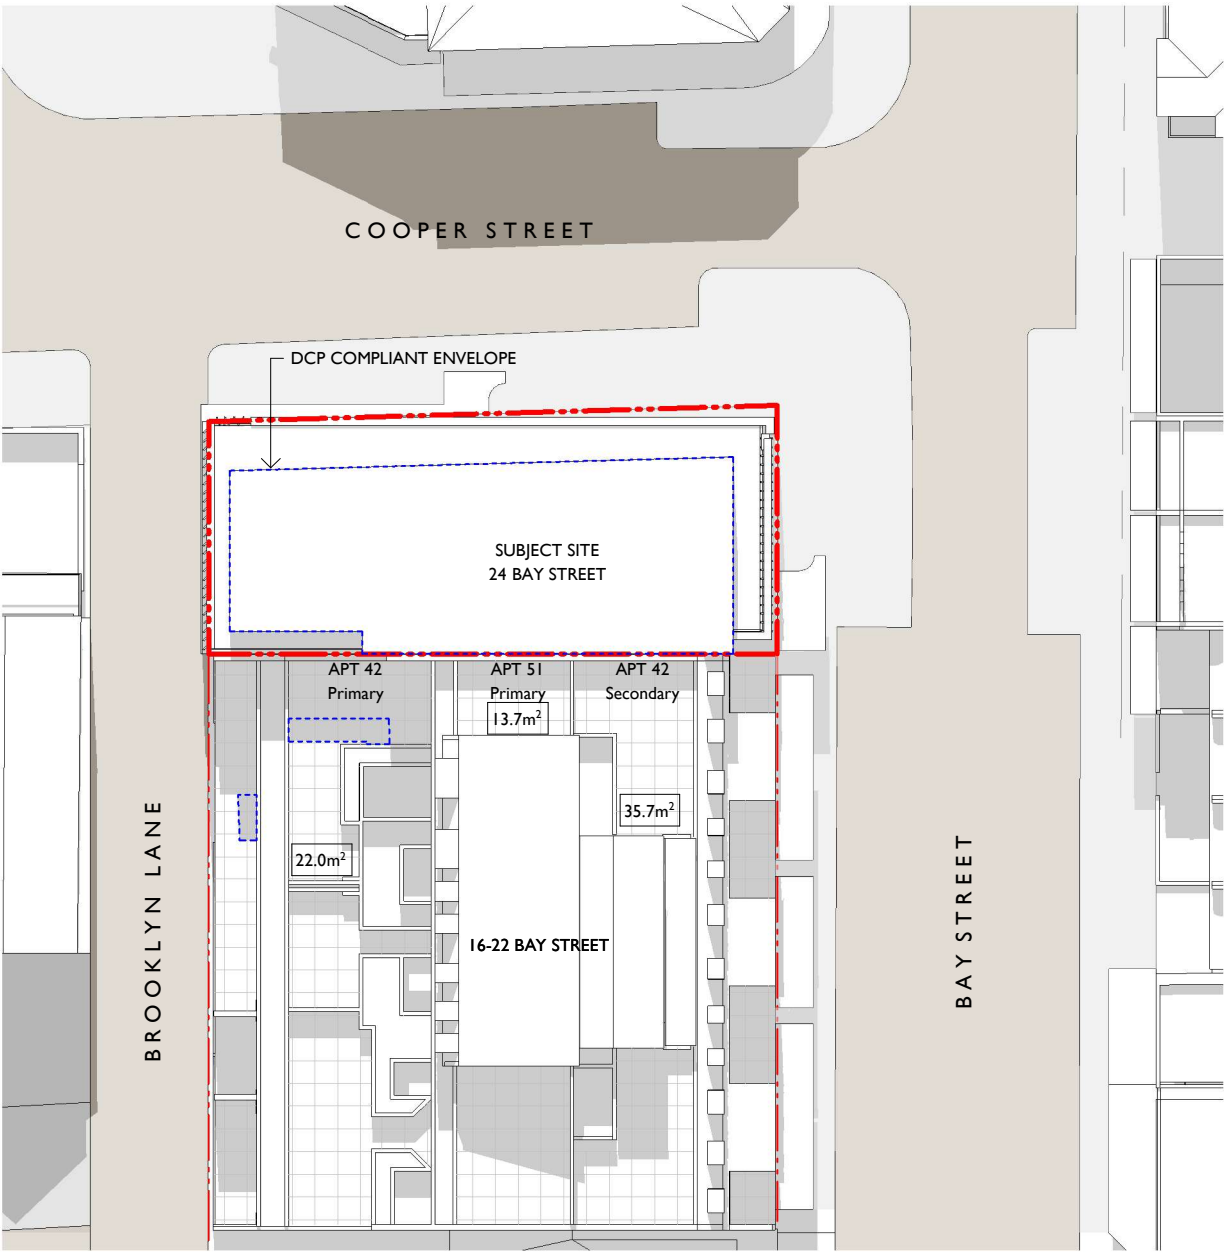 COOPER STREET
DCP COMPLIANT ENVELOPE
SUBJECT SITE
24 BAY STREET
APT 42
Primary
APT 51
Primary
13.7m²
APT 42
Secondary
35.7m²
22.0m²
16-22 BAY STREET
BROOKLYN LANE
BAY STREET